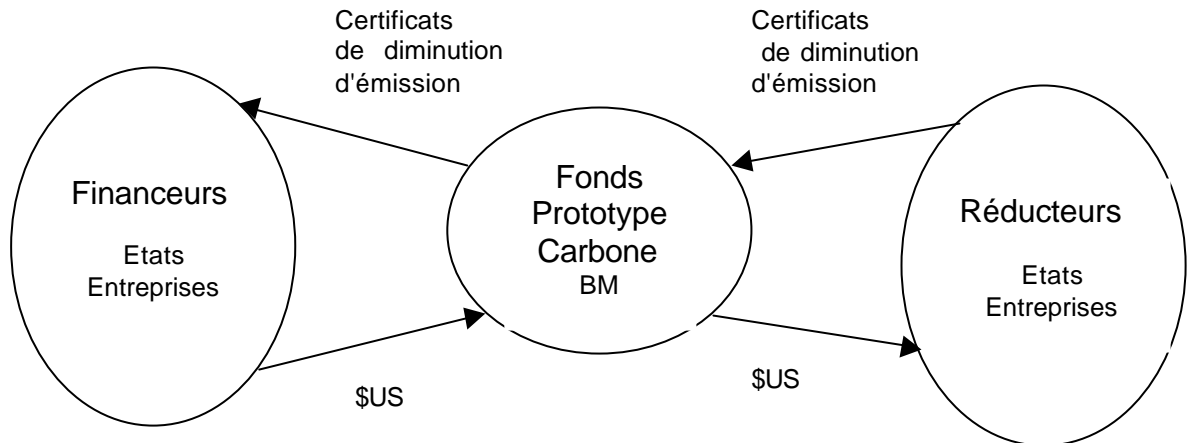 Certificats
de diminution
d'émission
Certificats
de diminution
d'émission
Financeurs
Etats
Entreprises
Fonds
Prototype
Carbone
BM
Réducteurs
Etats
Entreprises
$US
$US